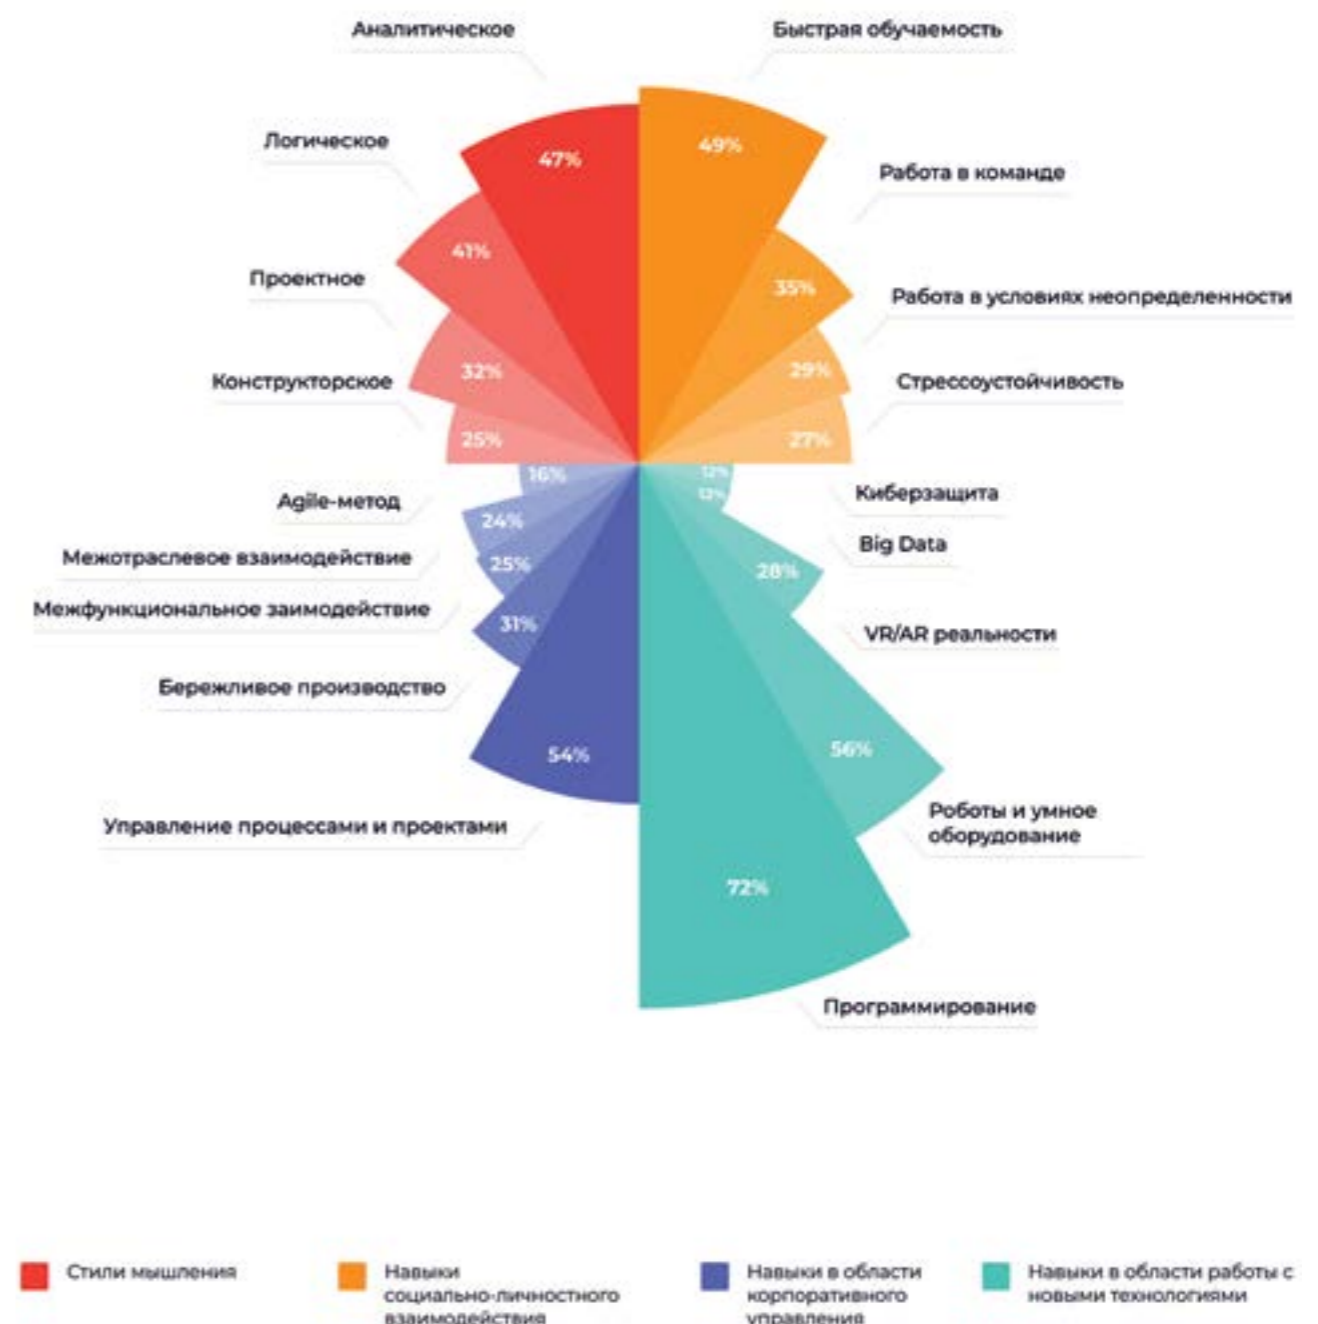 Аналитическое
Быстрая обучаемость
47%
49%
Логическое
Работа в команде
41%
35%
Проектное
Работа в условиях неопределенности
32%
29%
Конструкторское
Стрессоустойчивость
25%
27%
16%
12%
12%
Agile-метод
Киберзащита
24%
Межотраслевое взаимодействие
Big Data
25%
28%
Межфункциональное заимодействие
31%
VR/AR реальности
Бережливое производство
54%
56%
Управление процессами и проектами
Роботы и умное
оборудование
72%
Программирование
Стили мышления
Навыки
социально-личностного
взаимодействия
Навыки в области
корпоративного
управления
Навыки в области работы с
новыми технологиями